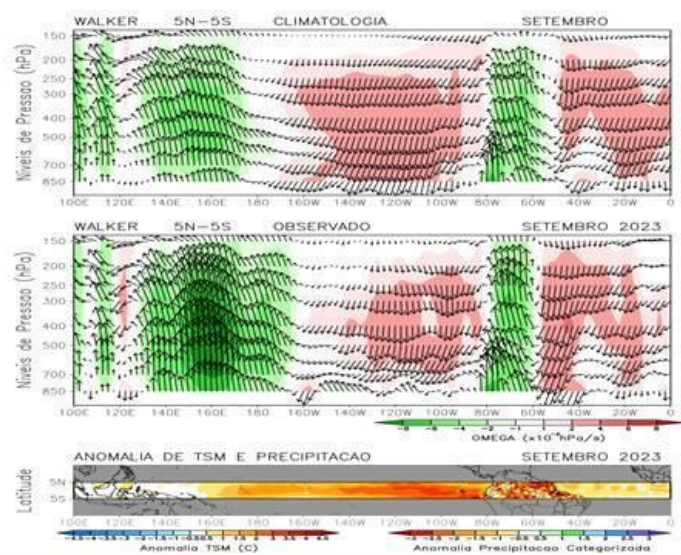 WALKER 5N-5S CLIMATOLOGIA SETEMBRO
Níveis de Pressão (hPa)
150
200
250
300
400
500
700
850
100E 120E 140E 160E 180 160W 140W 120W 100W 80W 60W 40W 20W 0
WALKER 5N-5S OBSERVADO SETEMBRO 2023
Níveis de Pressão (hPa)
150
200
250
300
400
500
700
850
100E 120E 140E 160E 180 160W 140W 120W 100W 80W 60W 40W 20W 0
OMEGA (x10⁻⁴hPa/s)
ANOMALIA DE TSM E PRECIPITACAO SETEMBRO 2023
Latitude
5N
5S
100E 120E 140E 160E 180 160W 140W 120W 100W 80W 60W 40W 20W 0
Anomalia TSM (C) Anomalia Precipitacao Categorizada